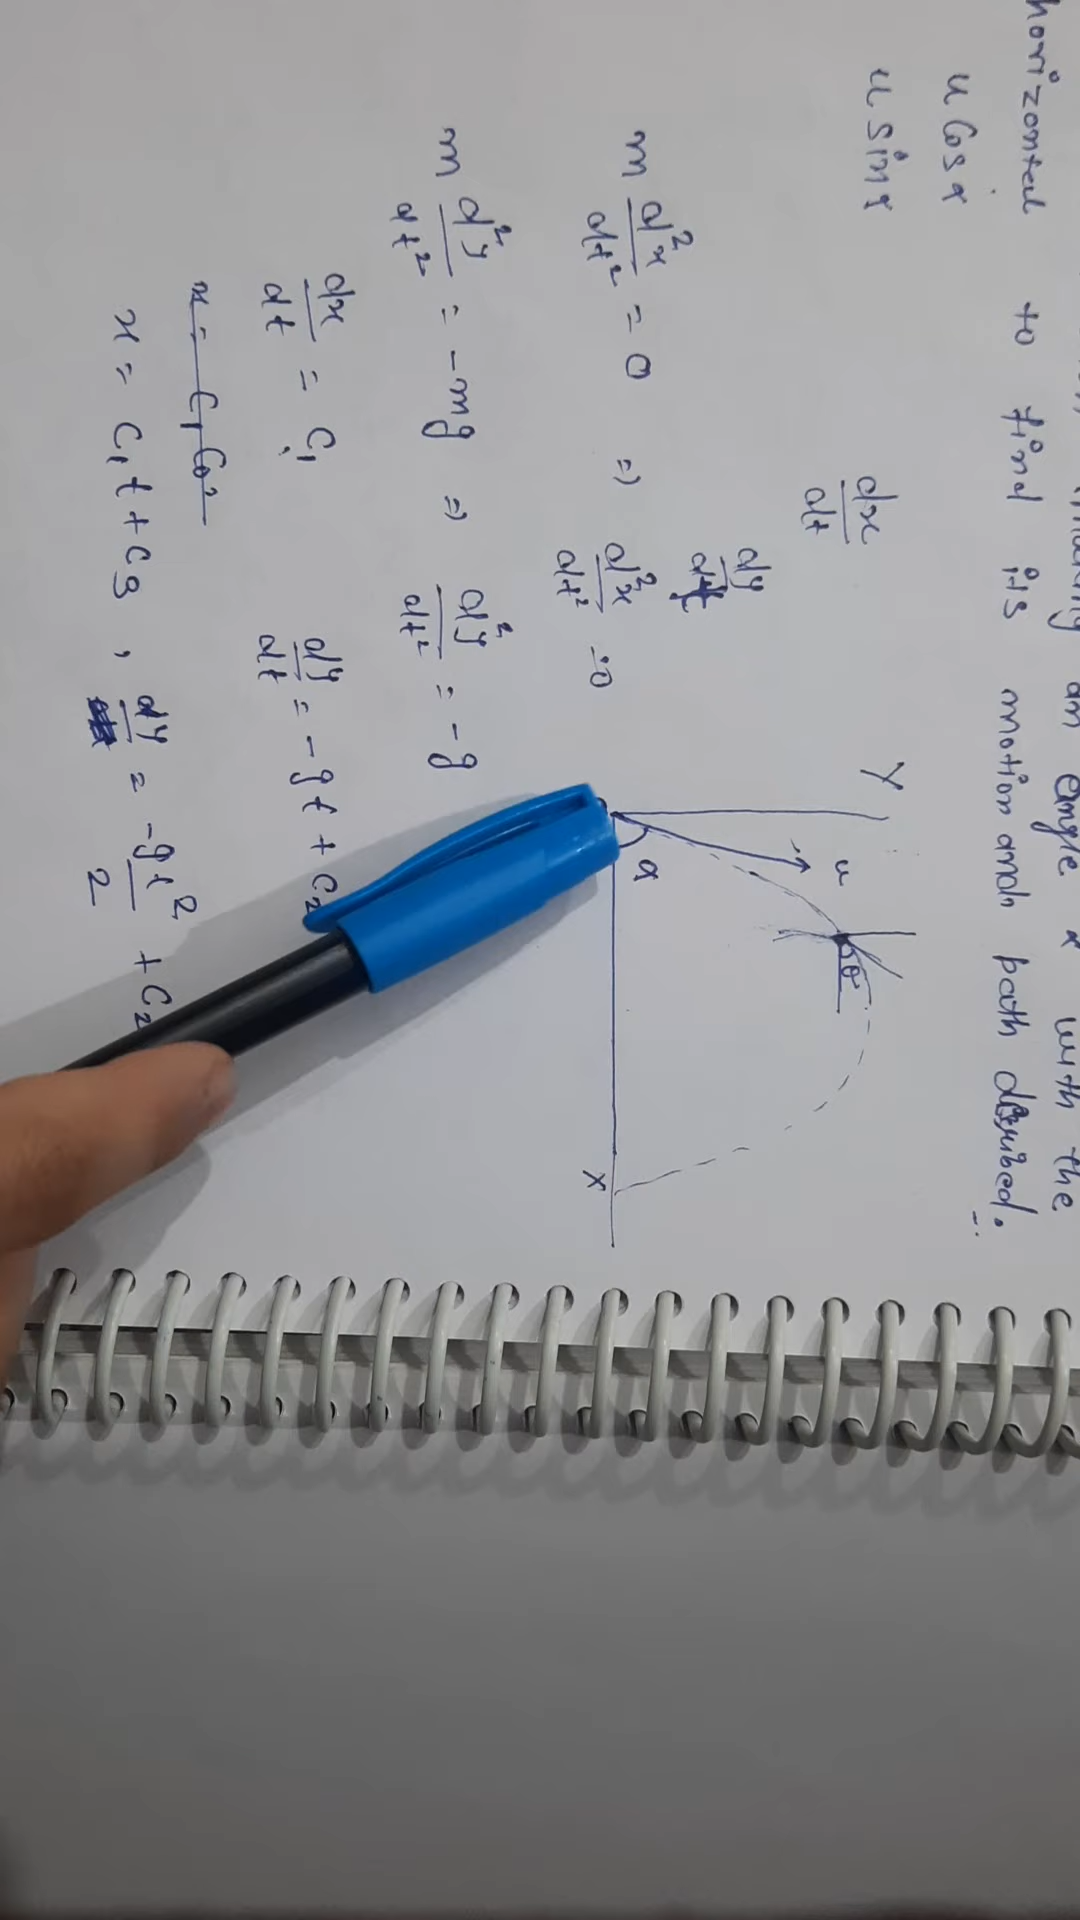 an angle α with the
horizontal to find its motion and path described.
u cos α
u sin α
dx/dt
dy/dt
m d²x/dt² = 0 ⇒ d²x/dt² = 0
m d²y/dt² = -mg ⇒ dy²/dt² = -g
dx/dt = C₁ dy/dt = -gt + C₂
x = C₁t + C3 , dy = -gt²/2 + C₂
Y
u
α
θ
X